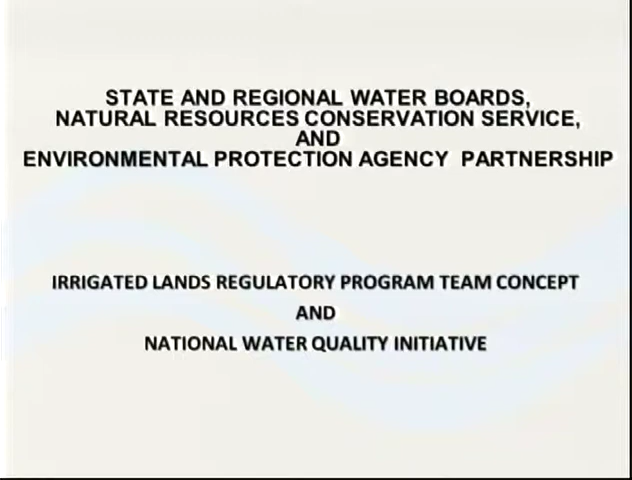 STATE AND REGIONAL WATER BOARDS,
NATURAL RESOURCES CONSERVATION SERVICE,
AND
ENVIRONMENTAL PROTECTION AGENCY PARTNERSHIP
IRRIGATED LANDS REGULATORY PROGRAM TEAM CONCEPT
AND
NATIONAL WATER QUALITY INITIATIVE